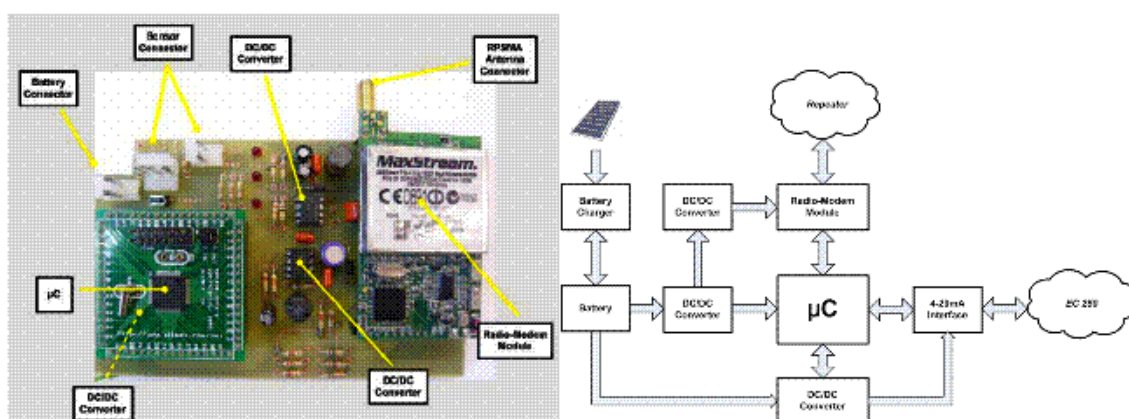 Sensor
Connector
DC/DC
Converter
RPSMA
Antenna
Connector
Battery
Connector
MaxStream
µC
Radio-Modem
Module
DC/DC
Converter
DC/DC
Converter
Repeater
Battery
Charger
DC/DC
Converter
Radio-Modem
Module
Battery
DC/DC
Converter
µC
4-20mA
Interface
EC 250
DC/DC
Converter